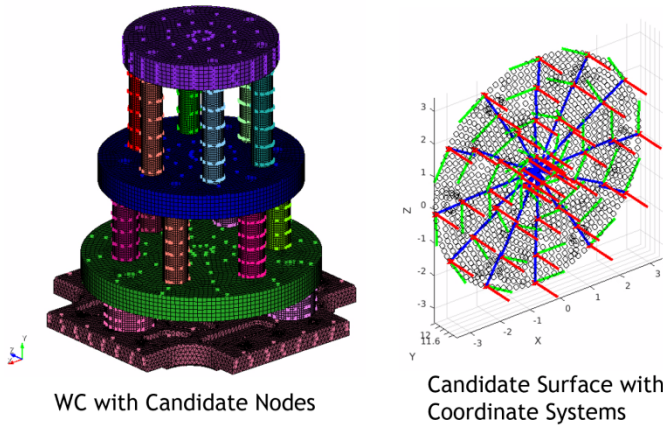 3
2
1
0
-1
-2
-3
Z
12
11.6
Y
-3
-2
-1
0
1
2
3
X
Y
Z
WC with Candidate Nodes
Candidate Surface with
Coordinate Systems